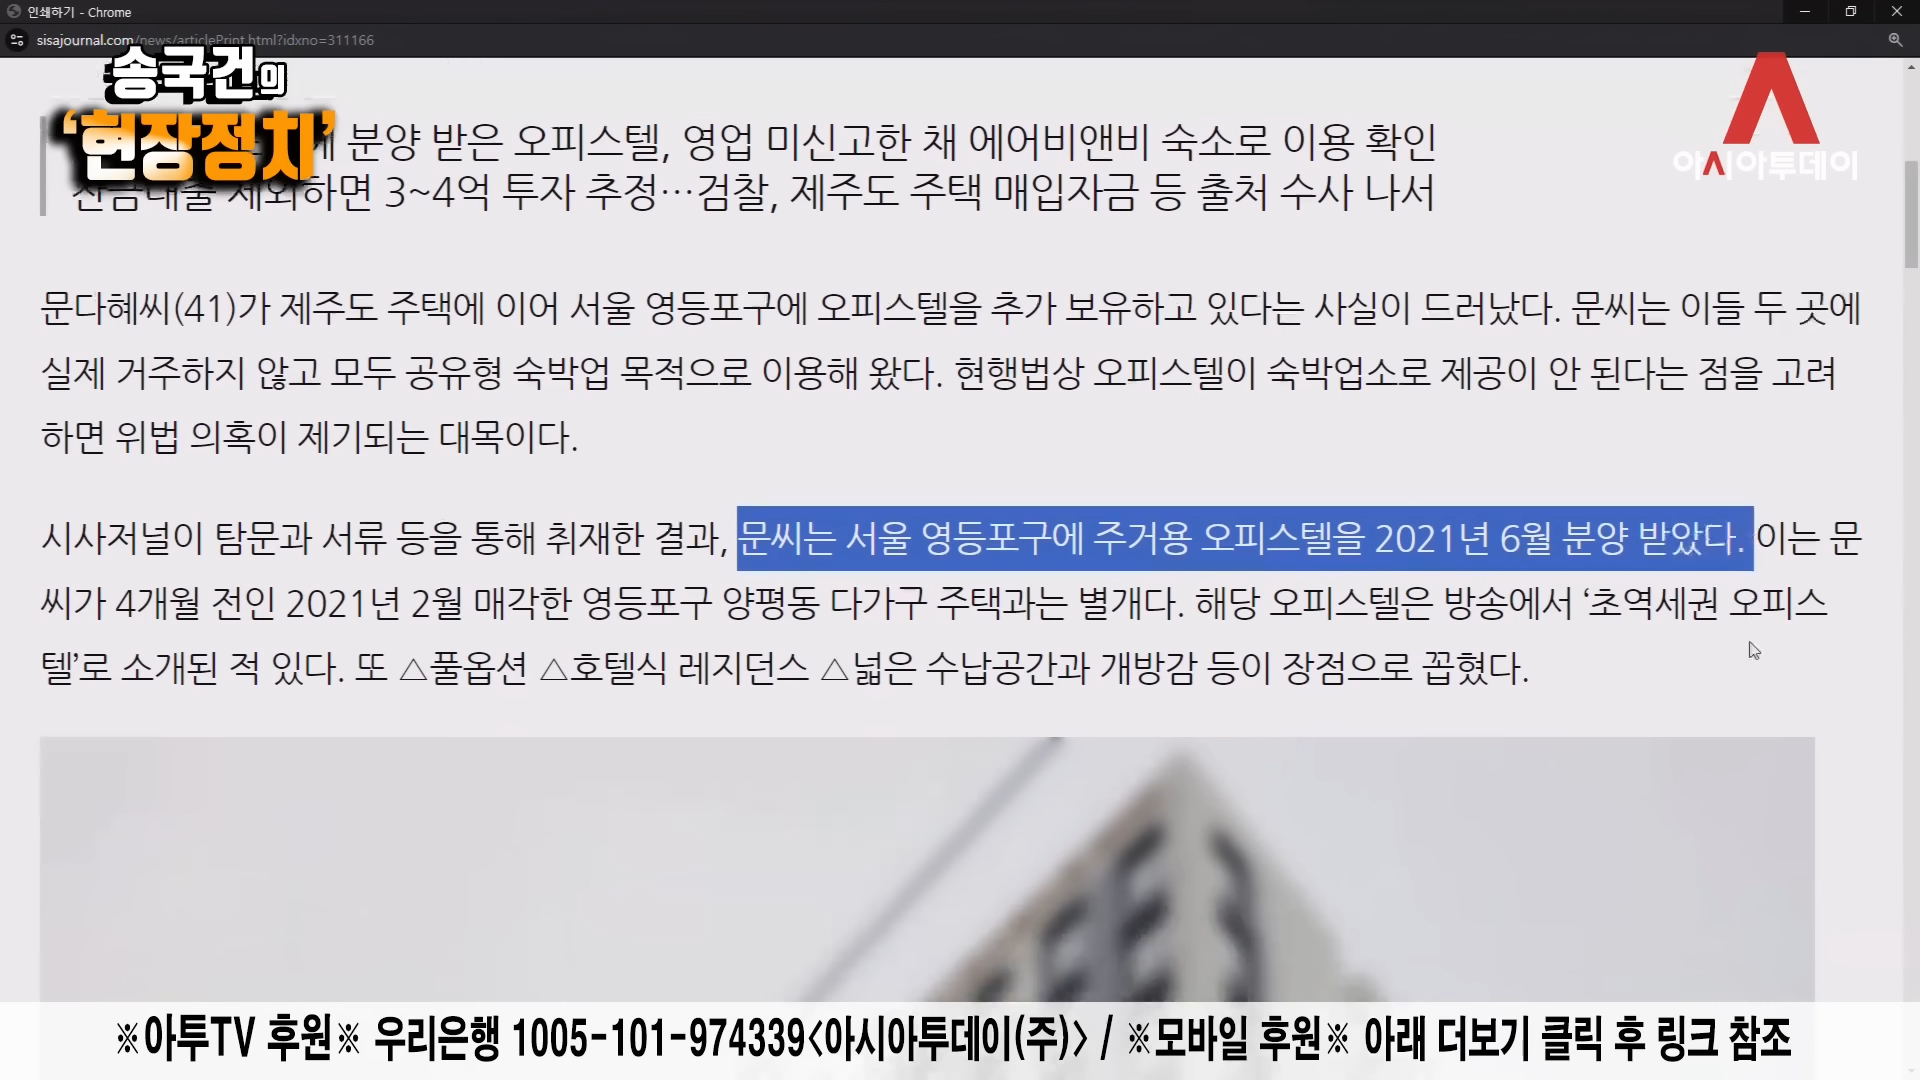 인쇄하기 - Chrome
sisajournal.com/news/articlePrint.html?idxno=311166
송국건의
‘현장정치’
아시아투데이
분양 받은 오피스텔, 영업 미신고한 채 에어비앤비 숙소로 이용 확인
잔금대출 제외하면 3~4억 투자 추정…검찰, 제주도 주택 매입자금 등 출처 수사 나서
문다혜씨(41)가 제주도 주택에 이어 서울 영등포구에 오피스텔을 추가 보유하고 있다는 사실이 드러났다. 문씨는 이들 두 곳에
실제 거주하지 않고 모두 공유형 숙박업 목적으로 이용해 왔다. 현행법상 오피스텔이 숙박업소로 제공이 안 된다는 점을 고려
하면 위법 의혹이 제기되는 대목이다.
시사저널이 탐문과 서류 등을 통해 취재한 결과, 문씨는 서울 영등포구에 주거용 오피스텔을 2021년 6월 분양 받았다. 이는 문
씨가 4개월 전인 2021년 2월 매각한 영등포구 양평동 다가구 주택과는 별개다. 해당 오피스텔은 방송에서 ‘초역세권 오피스
텔’로 소개된 적 있다. 또 △풀옵션 △호텔식 레지던스 △넓은 수납공간과 개방감 등이 장점으로 꼽혔다.
※아투TV 후원※ 우리은행 1005-101-974339<아시아투데이(주)> / ※모바일 후원※ 아래 더보기 클릭 후 링크 참조